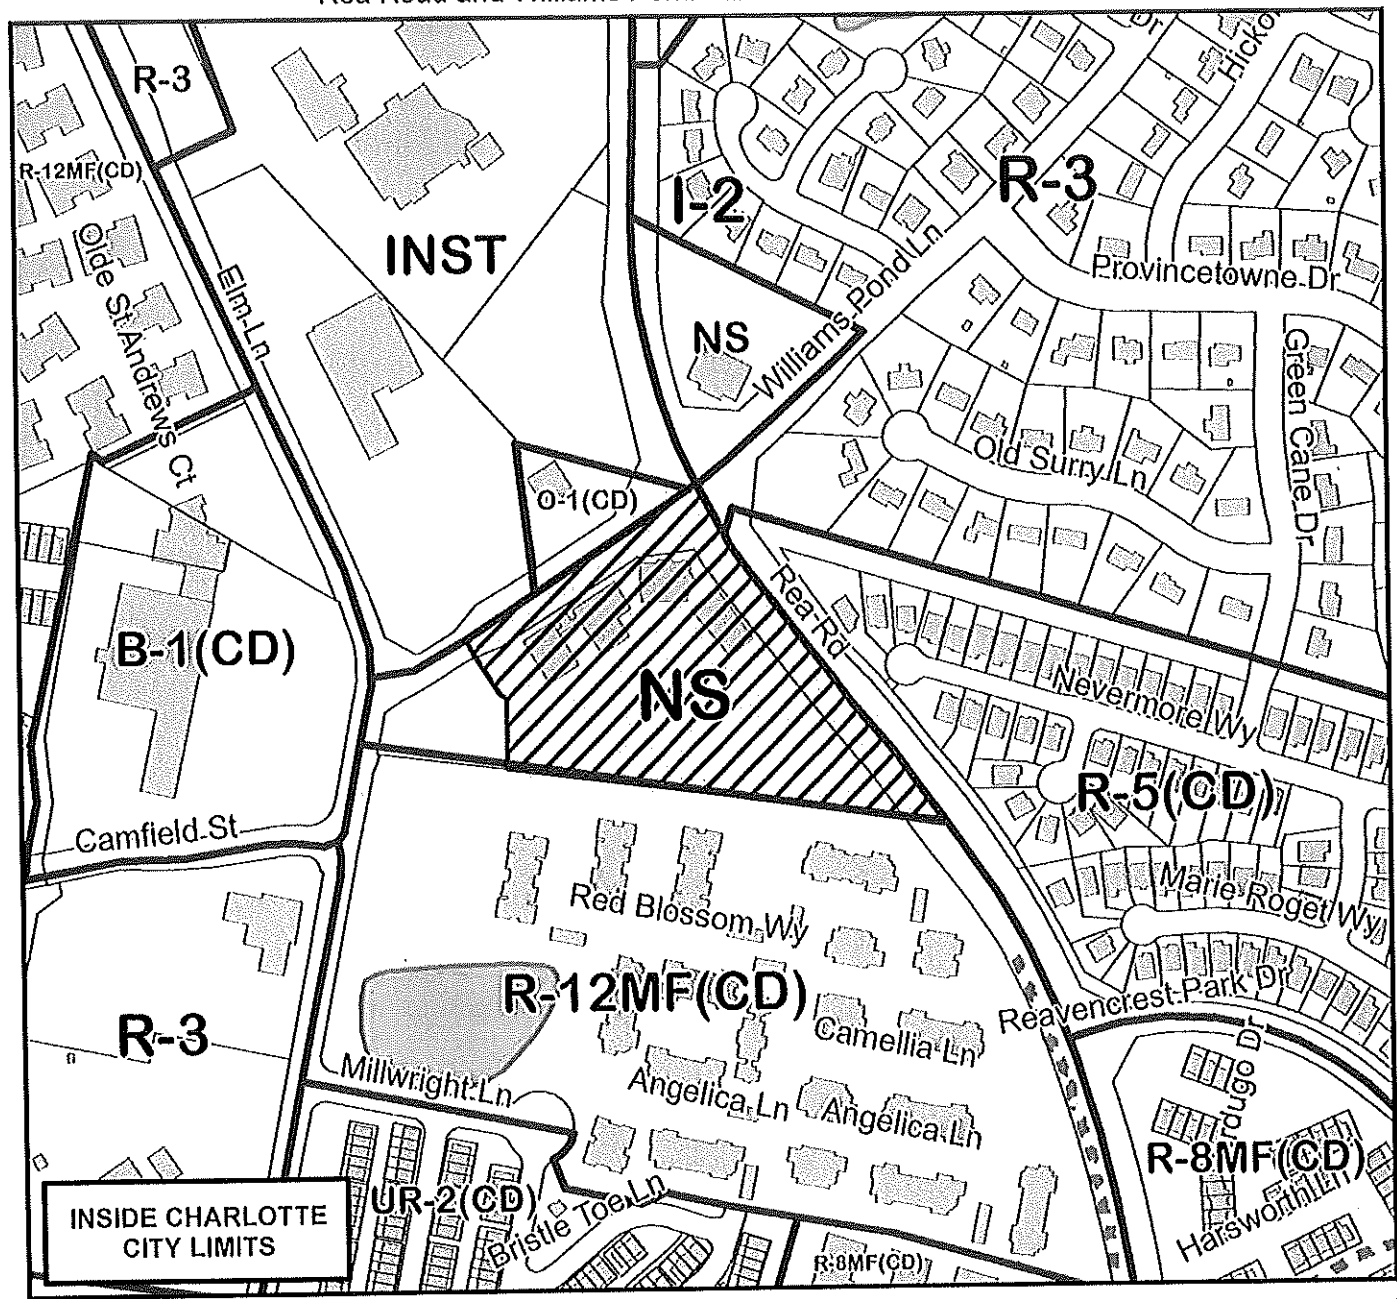 R-3
Dr
Hickor
R-12MF(CD)
I-2
R-3
Olde St Andrews Ct
Elm Ln
INST
Williams Pond Ln
Provincetowne Dr
NS
Green Cane Dr
Old Surry Ln
O-1(CD)
Rea Rd
B-1(CD)
NS
Nevermore Wy
R-5(CD)
Camfield St
Marie Roget Wy
Red Blossom Wy
R-12MF(CD)
Reavencrest Park Dr
R-3
Camellia Ln
Millwright Ln
Angelica Ln
Angelica Ln
R-8MF(CD)
Harsworth Ln
UR-2(CD)
Bristle Toe Ln
R-8MF(CD)
INSIDE CHARLOTTE
CITY LIMITS